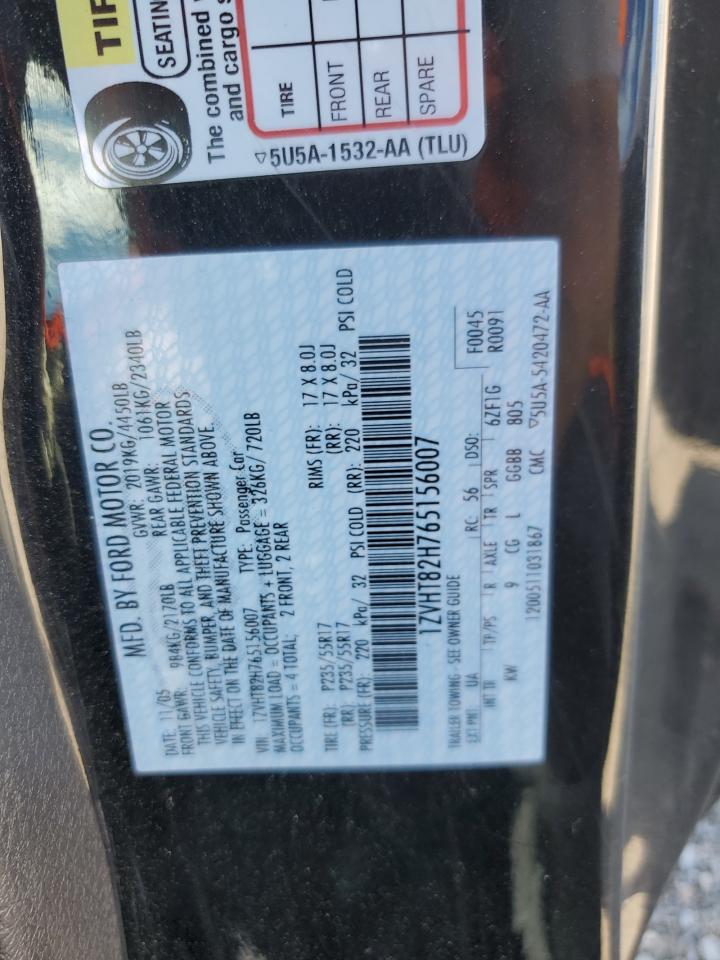 TIR
SEATIN
The combined
and cargo s
TIRE
FRONT
REAR
SPARE
▽5U5A-1532-AA (TLU)
MFD. BY FORD MOTOR CO.
DATE: 11/05 GVWR: 2019KG/4450LB
FRONT GAWR: 984KG/2170LB REAR GAWR: 1061KG/2340LB
THIS VEHICLE CONFORMS TO ALL APPLICABLE FEDERAL MOTOR
VEHICLE SAFETY, BUMPER, AND THEFT PREVENTION STANDARDS
IN EFFECT ON THE DATE OF MANUFACTURE SHOWN ABOVE.
VIN: 1ZVHT82H765156007 TYPE: Passenger Car
MAXIMUM LOAD = OCCUPANTS + LUGGAGE = 326KG/ 720LB
OCCUPANTS = 4 TOTAL; 2 FRONT, 2 REAR
TIRE (FR): P235/55R17 RIMS (FR): 17 X 8.0J
(RR): P235/55R17 (RR): 17 X 8.0J
PRESSURE (FR): 220 kPa/ 32 PSI COLD (RR): 220 kPa/ 32 PSI COLD
1ZVHT82H765156007
TRAILER TOWING- SEE OWNER GUIDE
EXT PNT: UA RC: 56 DSO: F0045
INT TR TP/PS R AXLE TR SPR 6ZF1G R0091
KW 9 CG L GGBB 805
1200511031867 CMC ▽5U5A-5420472-AA